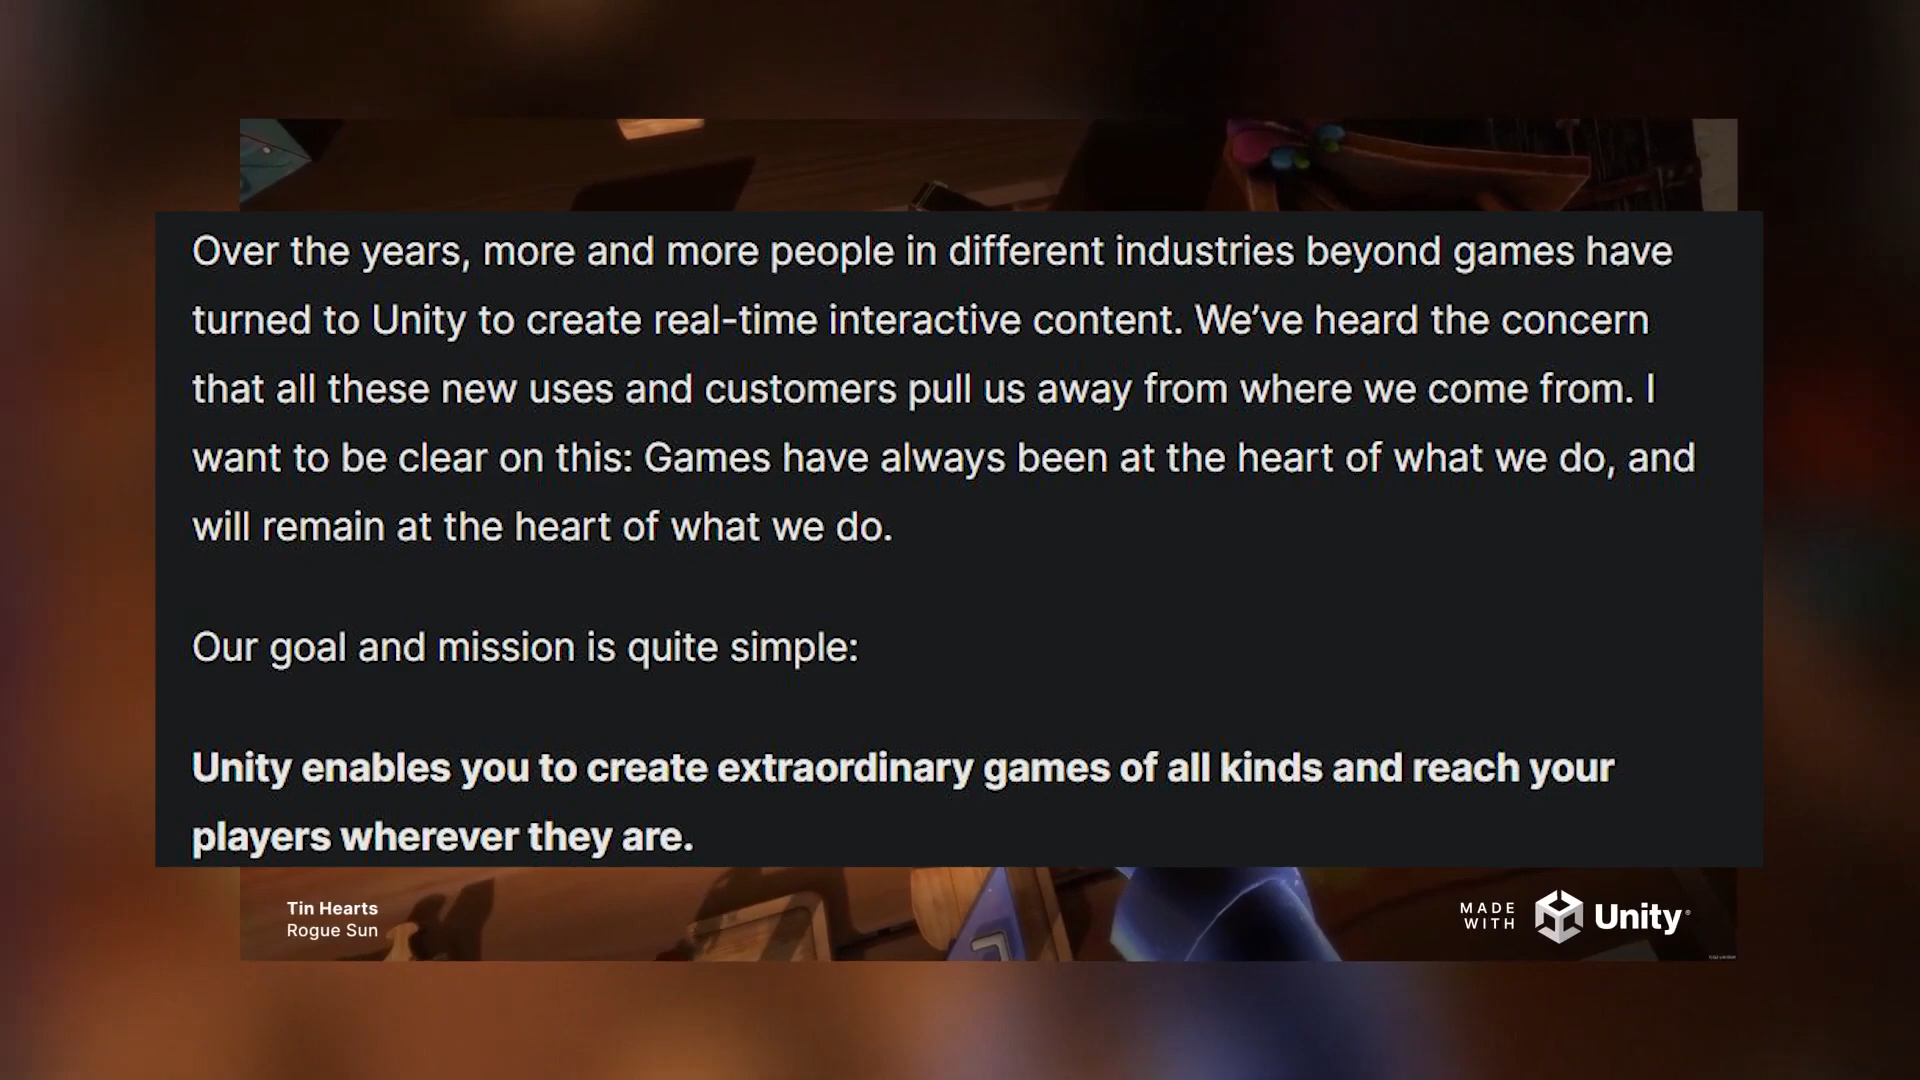 Over the years, more and more people in different industries beyond games have
turned to Unity to create real-time interactive content. We’ve heard the concern
that all these new uses and customers pull us away from where we come from. I
want to be clear on this: Games have always been at the heart of what we do, and
will remain at the heart of what we do.
Our goal and mission is quite simple:
Unity enables you to create extraordinary games of all kinds and reach your
players wherever they are.
Tin Hearts
Rogue Sun
MADE
WITH
Unity®